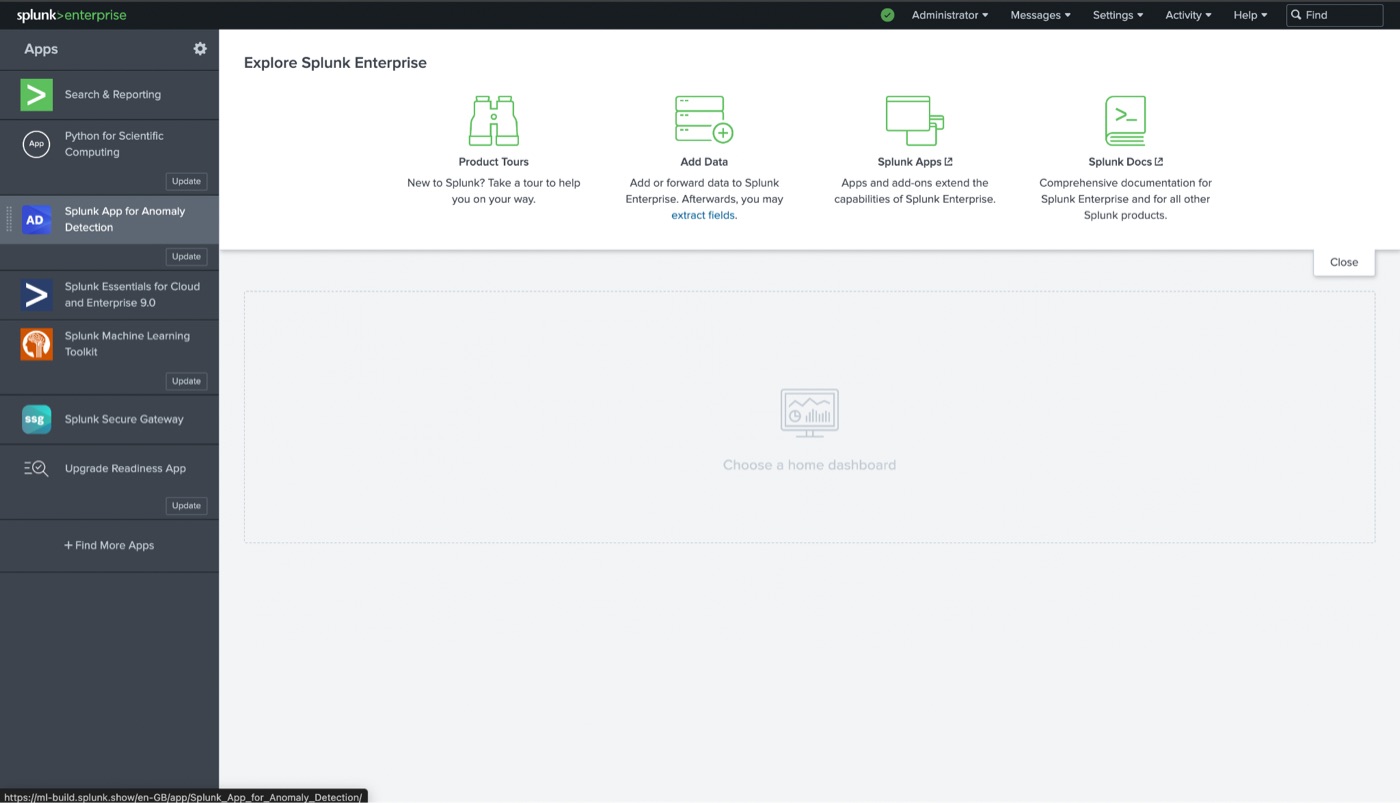 splunk>enterprise
Administrator
Messages
Settings
Activity
Help
Find
Apps
Search & Reporting
App
Python for Scientific
Computing
Update
AD
Splunk App for Anomaly
Detection
Update
Splunk Essentials for Cloud
and Enterprise 9.0
Splunk Machine Learning
Toolkit
Update
ssg
Splunk Secure Gateway
Upgrade Readiness App
Update
+ Find More Apps
Explore Splunk Enterprise
Product Tours
New to Splunk? Take a tour to help
you on your way.
Add Data
Add or forward data to Splunk
Enterprise. Afterwards, you may
extract fields.
Splunk Apps
Apps and add-ons extend the
capabilities of Splunk Enterprise.
Splunk Docs
Comprehensive documentation for
Splunk Enterprise and for all other
Splunk products.
Close
Choose a home dashboard
https://ml-build.splunk.show/en-GB/app/Splunk_App_for_Anomaly_Detection/